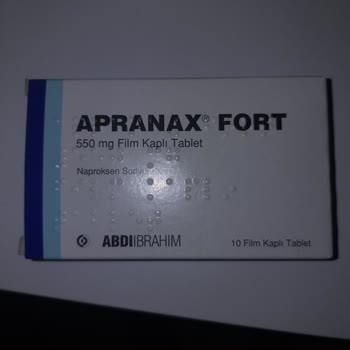 APRANAX FORT
550 mg Film Kaplı Tablet
Naproksen Sodyum
ABDIIBRAHIM
10 Film Kaplı Tablet